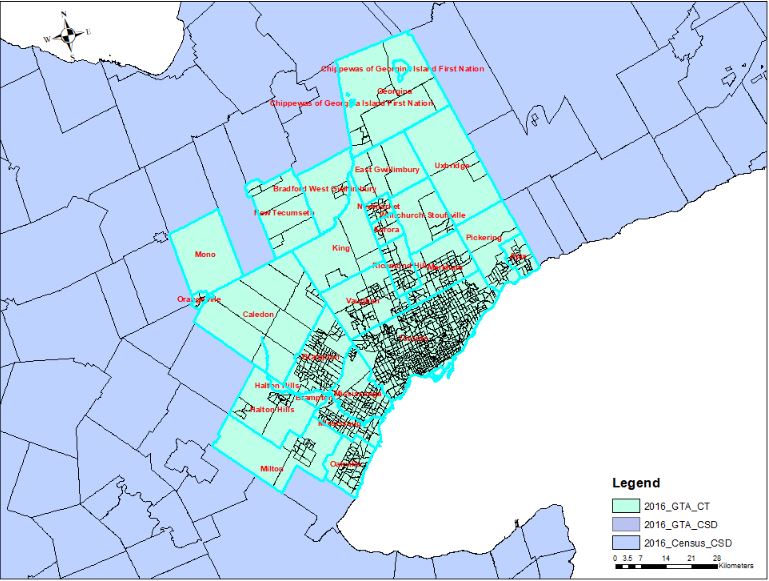 N
W E
S
Chippewas of Georgina Island First Nation
Georgina
Chippewas of Georgina Island First Nation
East Gwillimbury
Uxbridge
Bradford West Gwillimbury
Newmarket
New Tecumseth
Whitchurch-Stouffville
Aurora
Pickering
King
Mono
Richmond Hill
Markham
Ajax
Orangeville
Vaughan
Caledon
Toronto
Brampton
Halton Hills
Mississauga
Brampton
Halton Hills
Milton
Oakville
Legend
2016_GTA_CT
2016_GTA_CSD
2016_Census_CSD
0 3.5 7 14 21 28
Kilometers